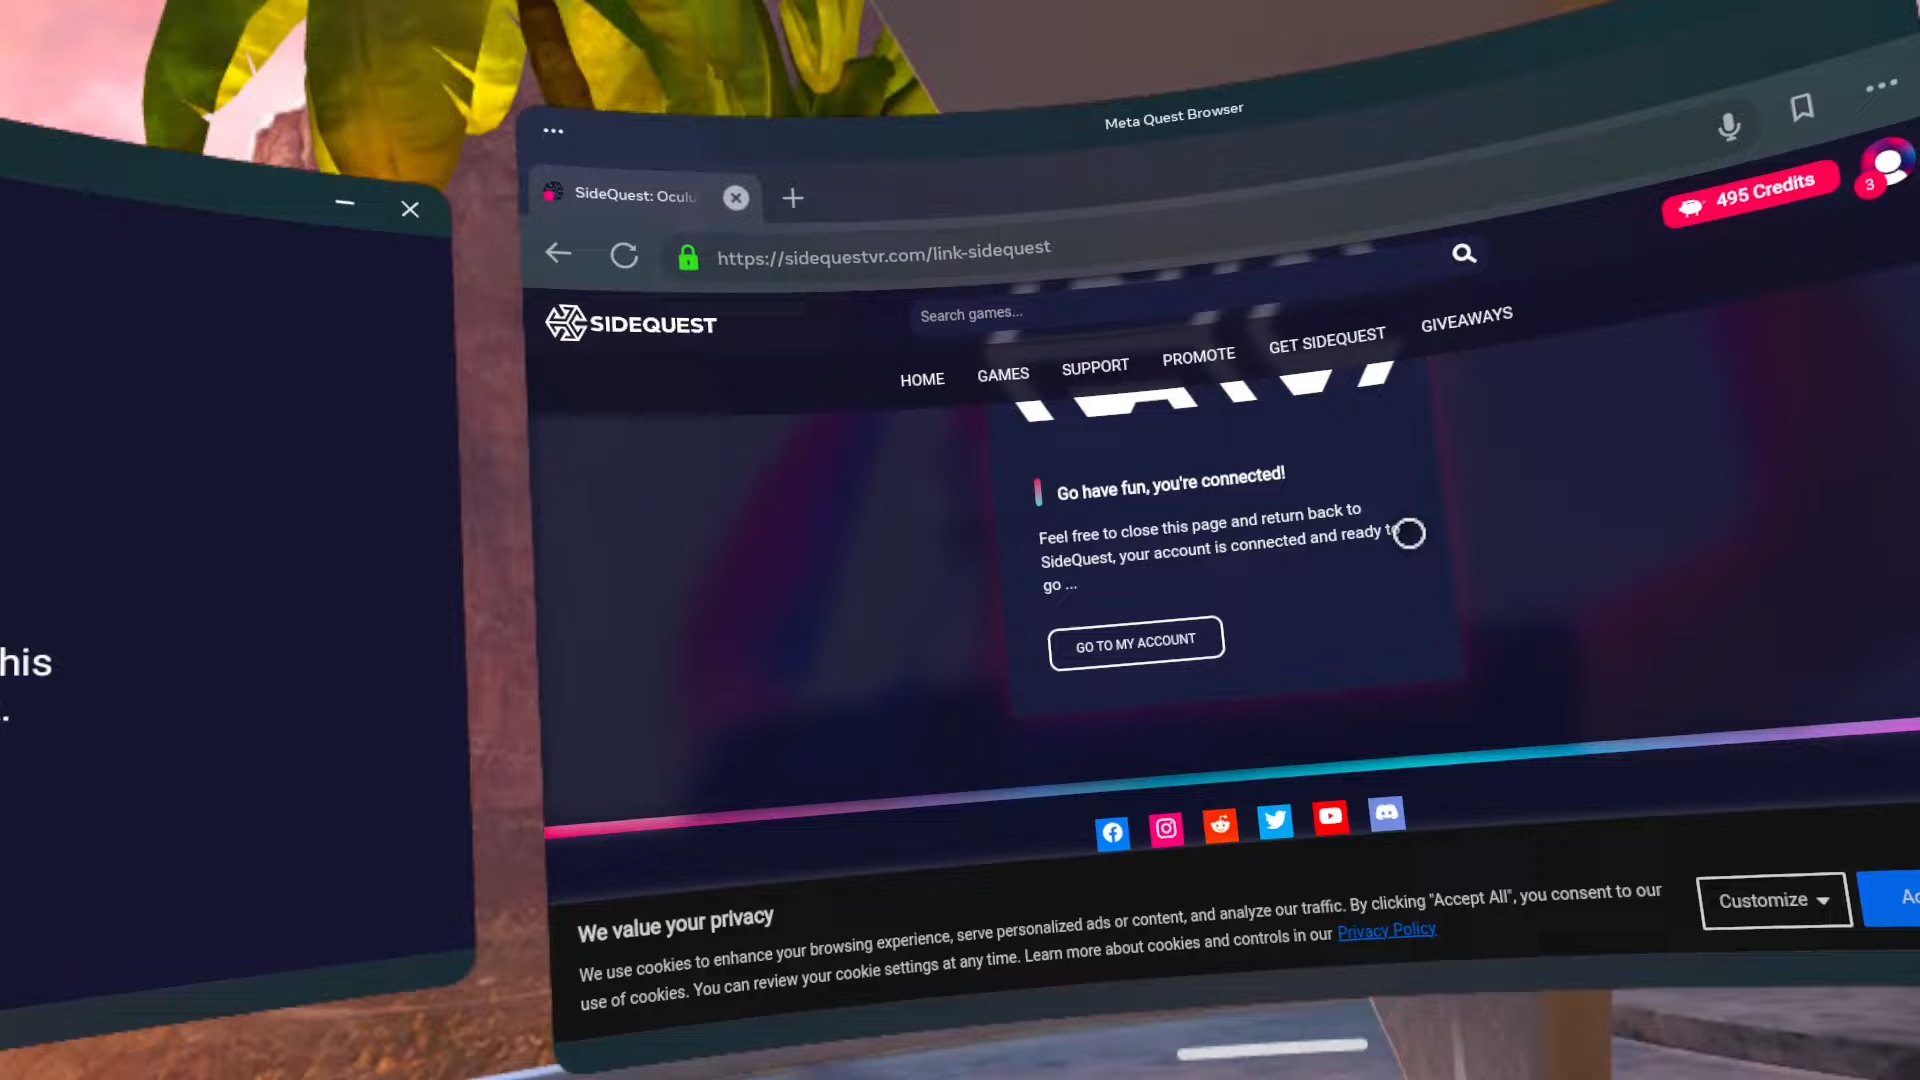 Meta Quest Browser
SideQuest: Ocul
https://sidequestvr.com/link-sidequest
495 Credits
3
SIDEQUEST
Search games...
HOME
GAMES
SUPPORT
PROMOTE
GET SIDEQUEST
GIVEAWAYS
Go have fun, you're connected!
Feel free to close this page and return back to
SideQuest, your account is connected and ready to
go ...
GO TO MY ACCOUNT
his
.
We value your privacy
We use cookies to enhance your browsing experience, serve personalized ads or content, and analyze our traffic. By clicking "Accept All", you consent to our
use of cookies. You can review your cookie settings at any time. Learn more about cookies and controls in our Privacy Policy
Customize
Ac